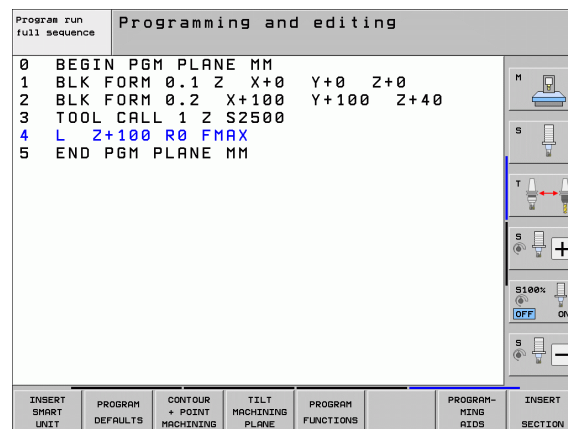 Program run
full sequence
Programming and editing
0 BEGIN PGM PLANE MM
1 BLK FORM 0.1 Z X+0 Y+0 Z+0
2 BLK FORM 0.2 X+100 Y+100 Z+40
3 TOOL CALL 1 Z S2500
4 L Z+100 R0 FMAX
5 END PGM PLANE MM
M
S
T
S
+
S100%
OFF ON
S
-
INSERT
SMART
UNIT
PROGRAM
DEFAULTS
CONTOUR
+ POINT
MACHINING
TILT
MACHINING
PLANE
PROGRAM
FUNCTIONS
PROGRAM-
MING
AIDS
INSERT
SECTION